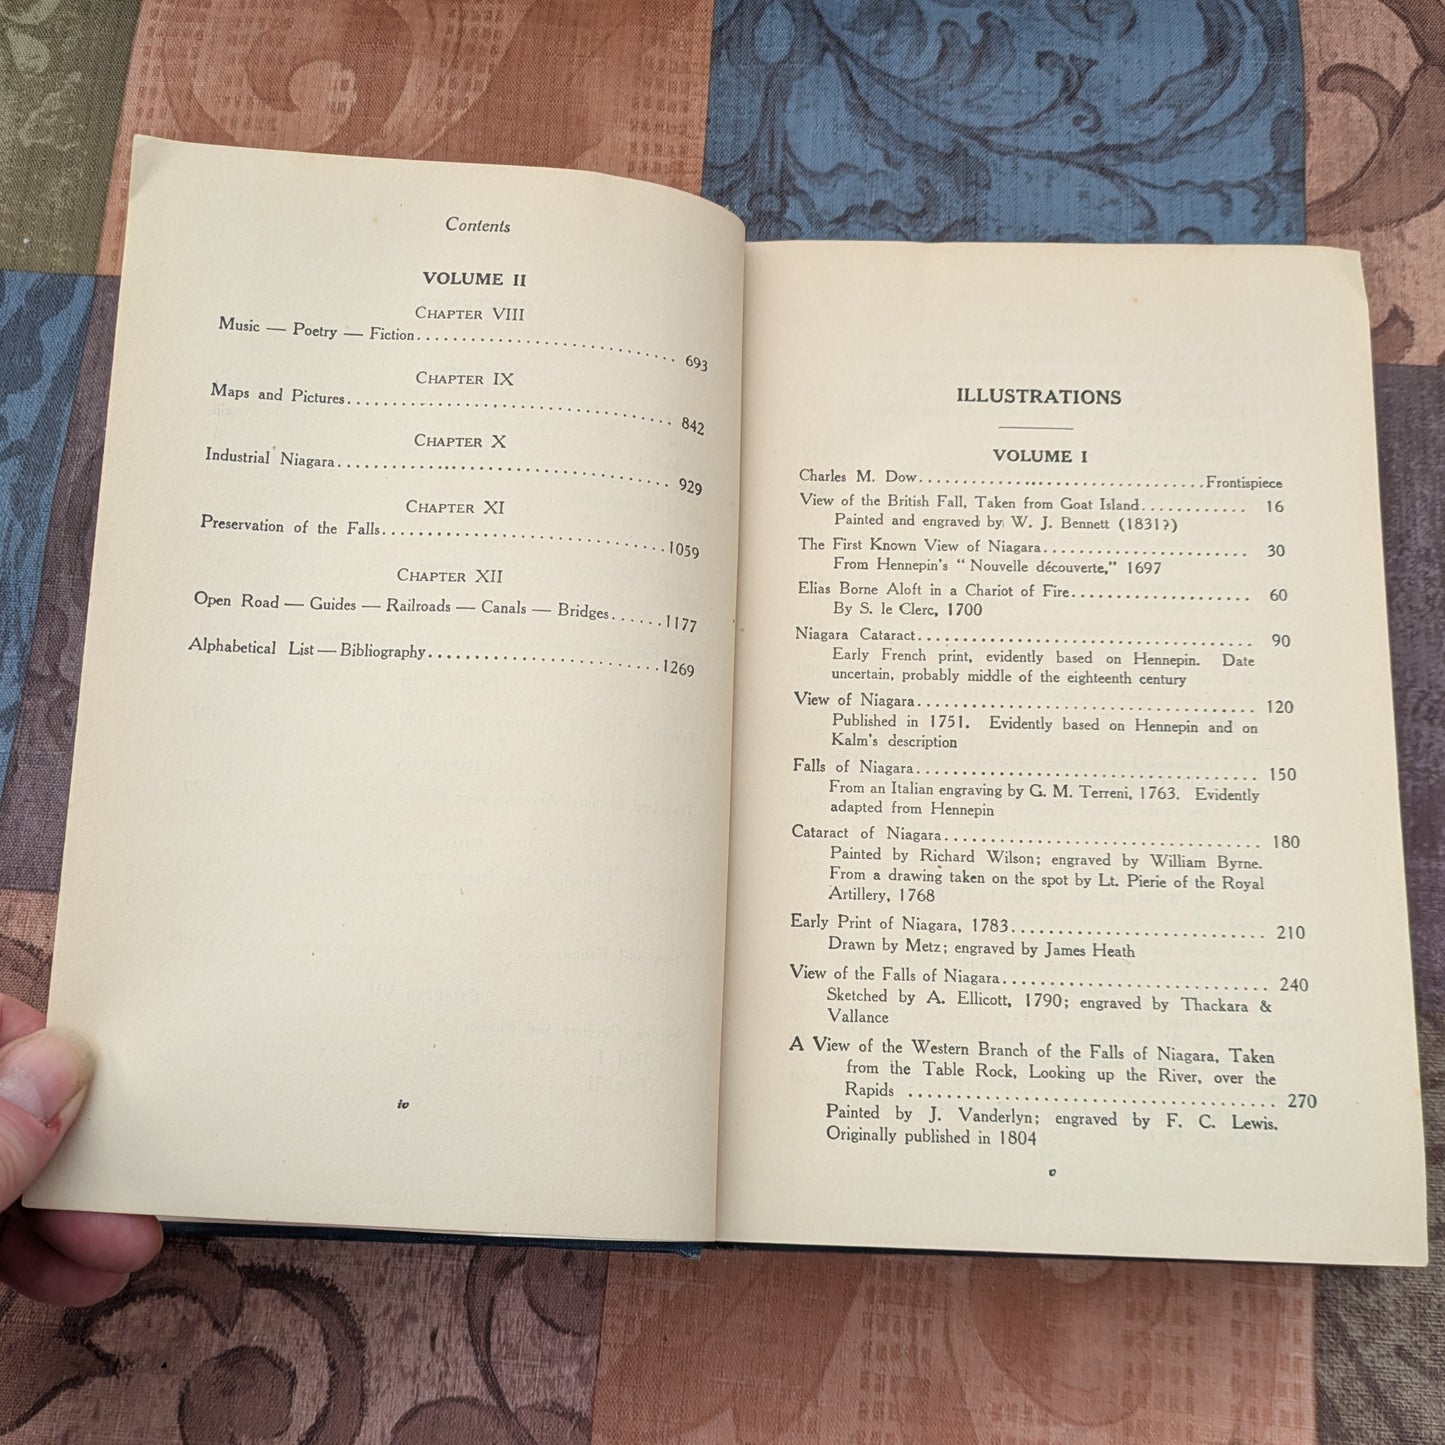 Contents
VOLUME II
CHAPTER VIII
Music — Poetry — Fiction............................ 693
CHAPTER IX
Maps and Pictures.................................... 842
CHAPTER X
Industrial Niagara.................................... 929
CHAPTER XI
Preservation of the Falls...............................1059
CHAPTER XII
Open Road — Guides — Railroads — Canals — Bridges......1177
Alphabetical List — Bibliography.........................1269
iv
ILLUSTRATIONS
VOLUME I
Charles M. Dow.................................Frontispiece
View of the British Fall, Taken from Goat Island............ 16
Painted and engraved by W. J. Bennett (1831?)
The First Known View of Niagara....................... 30
From Hennepin's "Nouvelle découverte," 1697
Elias Borne Aloft in a Chariot of Fire.................... 60
By S. le Clerc, 1700
Niagara Cataract..................................... 90
Early French print, evidently based on Hennepin. Date
uncertain, probably middle of the eighteenth century
View of Niagara..................................... 120
Published in 1751. Evidently based on Hennepin and on
Kalm's description
Falls of Niagara..................................... 150
From an Italian engraving by G. M. Terreni, 1763. Evidently
adapted from Hennepin
Cataract of Niagara.................................. 180
Painted by Richard Wilson; engraved by William Byrne.
From a drawing taken on the spot by Lt. Pierie of the Royal
Artillery, 1768
Early Print of Niagara, 1783........................... 210
Drawn by Metz; engraved by James Heath
View of the Falls of Niagara............................ 240
Sketched by A. Ellicott, 1790; engraved by Thackara &
Vallance
A View of the Western Branch of the Falls of Niagara, Taken
from the Table Rock, Looking up the River, over the
Rapids ....................................... 270
Painted by J. Vanderlyn; engraved by F. C. Lewis.
Originally published in 1804
v